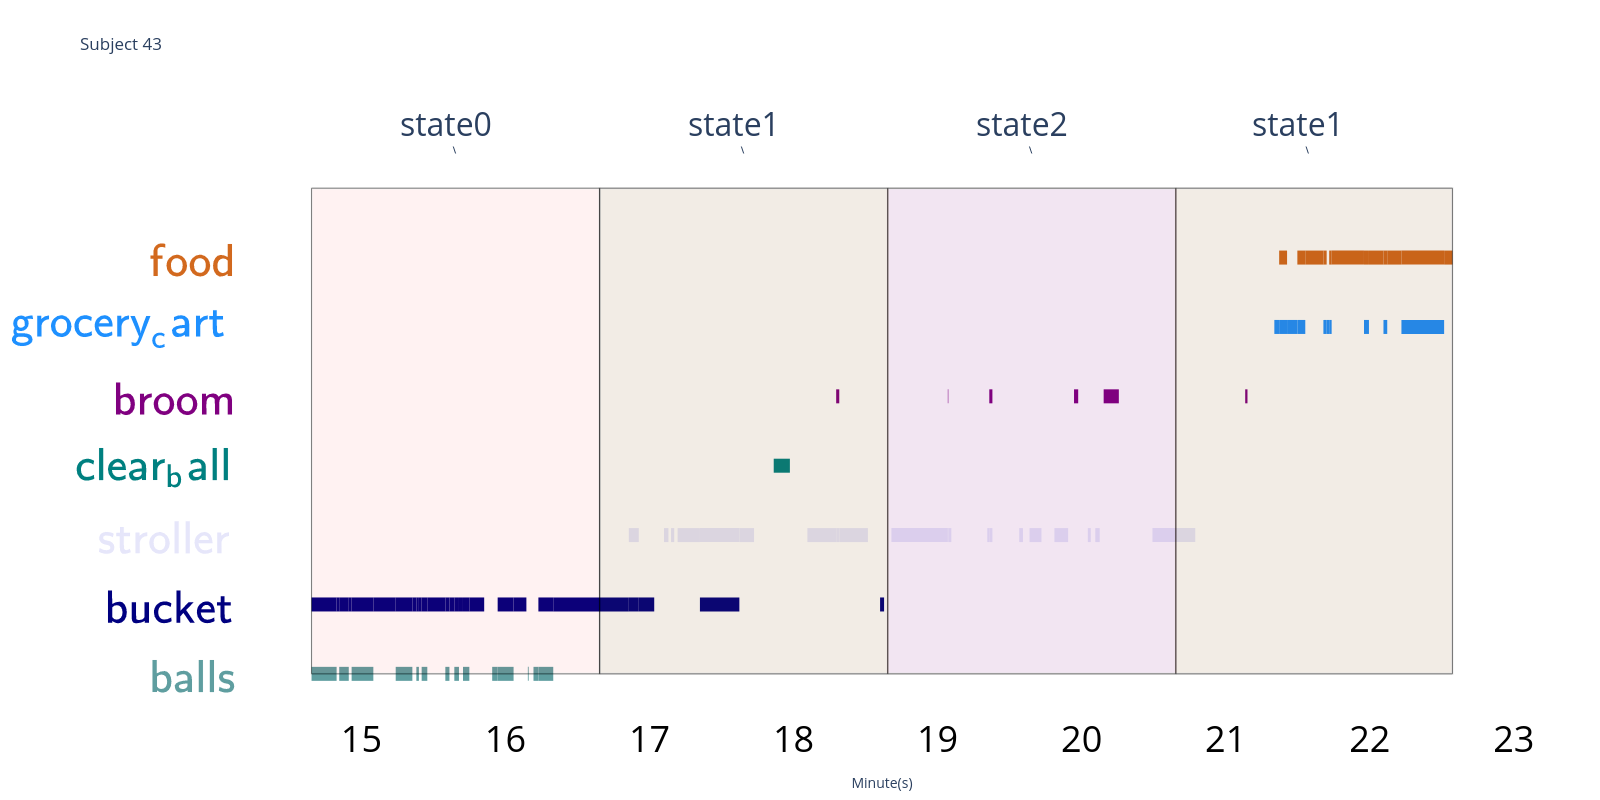 Subject 43
state0 state1 state2 state1
food
grocery_cart
broom
clear_ball
stroller
bucket
balls
15 16 17 18 19 20 21 22 23
Minute(s)